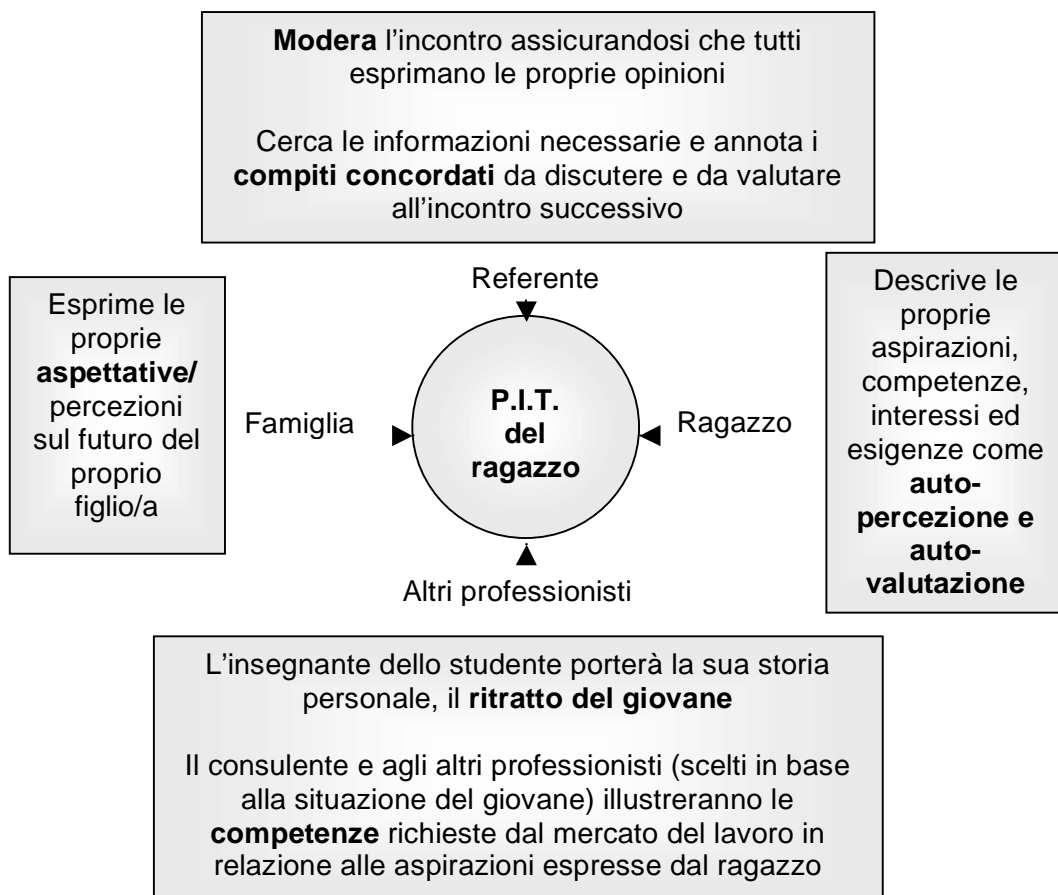 Modera l’incontro assicurandosi che tutti
esprimano le proprie opinioni
Cerca le informazioni necessarie e annota i
compiti concordati da discutere e da valutare
all’incontro successivo
Referente
Esprime le
proprie
aspettative/
percezioni
sul futuro del
proprio
figlio/a
Famiglia
P.I.T.
del
ragazzo
Ragazzo
Descrive le
proprie
aspirazioni,
competenze,
interessi ed
esigenze come
auto-
percezione e
auto-
valutazione
Altri professionisti
L’insegnante dello studente porterà la sua storia
personale, il ritratto del giovane
Il consulente e agli altri professionisti (scelti in base
alla situazione del giovane) illustreranno le
competenze richieste dal mercato del lavoro in
relazione alle aspirazioni espresse dal ragazzo